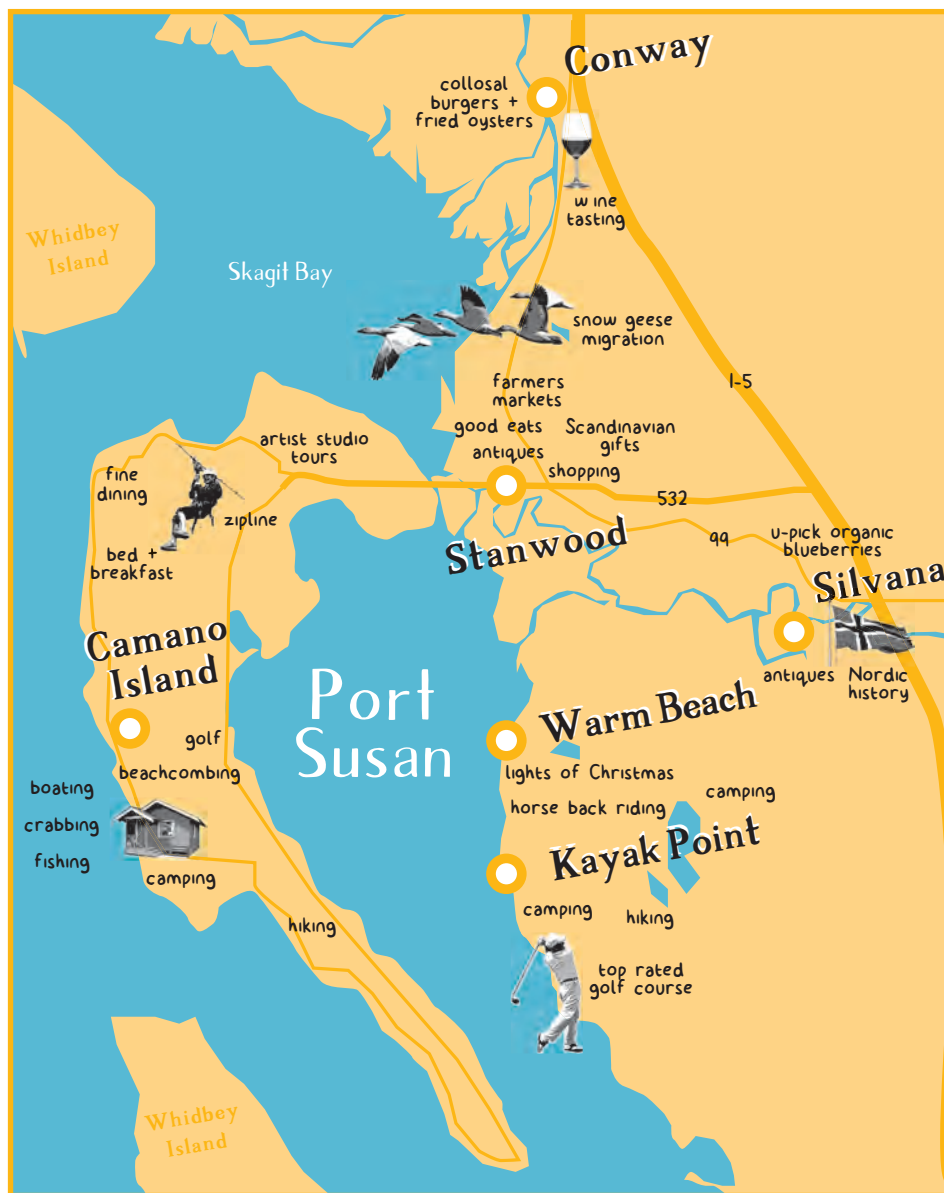 Conway
collosal
burgers +
fried oysters
wine
tasting
Whidbey
Island
Skagit Bay
snow geese
migration
I-5
farmers
markets
good eats
Scandinavian
gifts
antiques
shopping
artist studio
tours
fine
dining
zipline
532
99
u-pick organic
blueberries
bed +
breakfast
Stanwood
Silvana
Camano
Island
antiques
Nordic
history
Port
Susan
Warm Beach
golf
beachcombing
lights of Christmas
horse back riding
camping
boating
crabbing
fishing
camping
Kayak Point
camping
hiking
hiking
top rated
golf course
Whidbey
Island